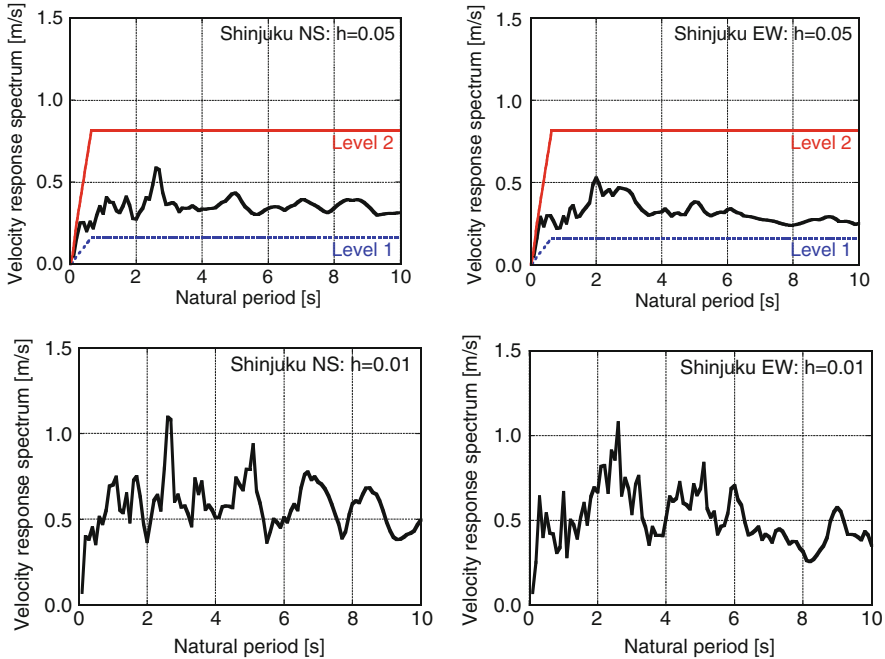 Velocity response spectrum [m/s]
1.5
1.0
0.5
0.0
Shinjuku NS: h=0.05
Level 2
Level 1
0 2 4 6 8 10
Natural period [s]
Velocity response spectrum [m/s]
1.5
1.0
0.5
0.0
Shinjuku EW: h=0.05
Level 2
Level 1
0 2 4 6 8 10
Natural period [s]
Velocity response spectrum [m/s]
1.5
1.0
0.5
0.0
Shinjuku NS: h=0.01
0 2 4 6 8 10
Natural period [s]
Velocity response spectrum [m/s]
1.5
1.0
0.5
0.0
Shinjuku EW: h=0.01
0 2 4 6 8 10
Natural period [s]